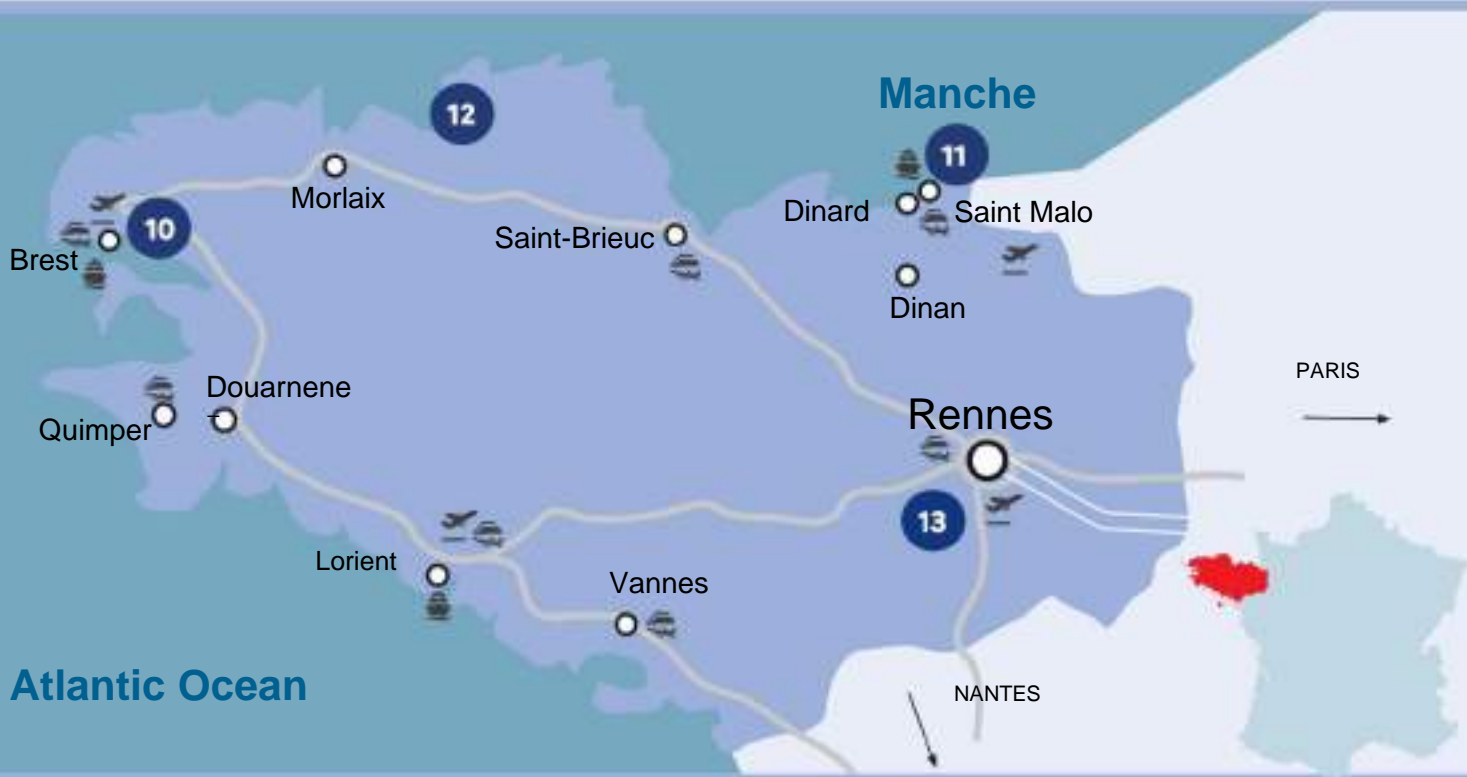 12
Manche
11
Morlaix
Dinard
Saint Malo
10
Saint-Brieuc
Brest
Dinan
PARIS
Douarnene
Quimper
Rennes
13
Lorient
Vannes
Atlantic Ocean
NANTES